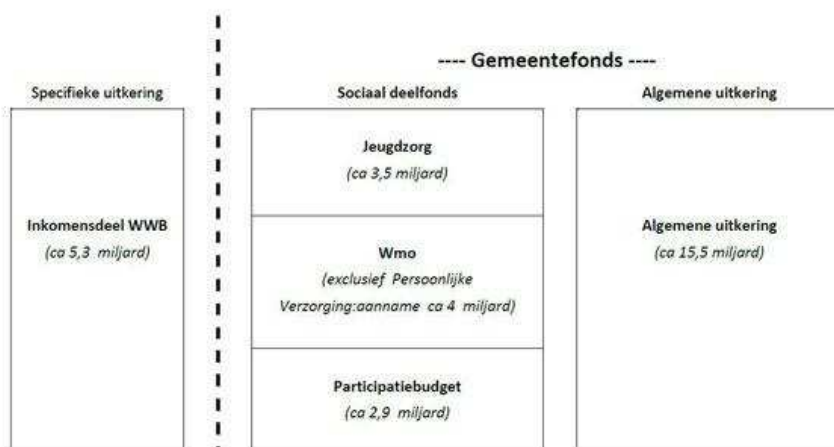 ---- Gemeentefonds ----
Specifieke uitkering
Sociaal deelfonds
Algemene uitkering
Inkomensdeel WWB
(ca 5,3 miljard)
Jeugdzorg
(ca 3,5 miljard)
Wmo
(exclusief Persoonlijke
Verzorging:aanname ca 4 miljard)
Participatiebudget
(ca 2,9 miljard)
Algemene uitkering
(ca 15,5 miljard)